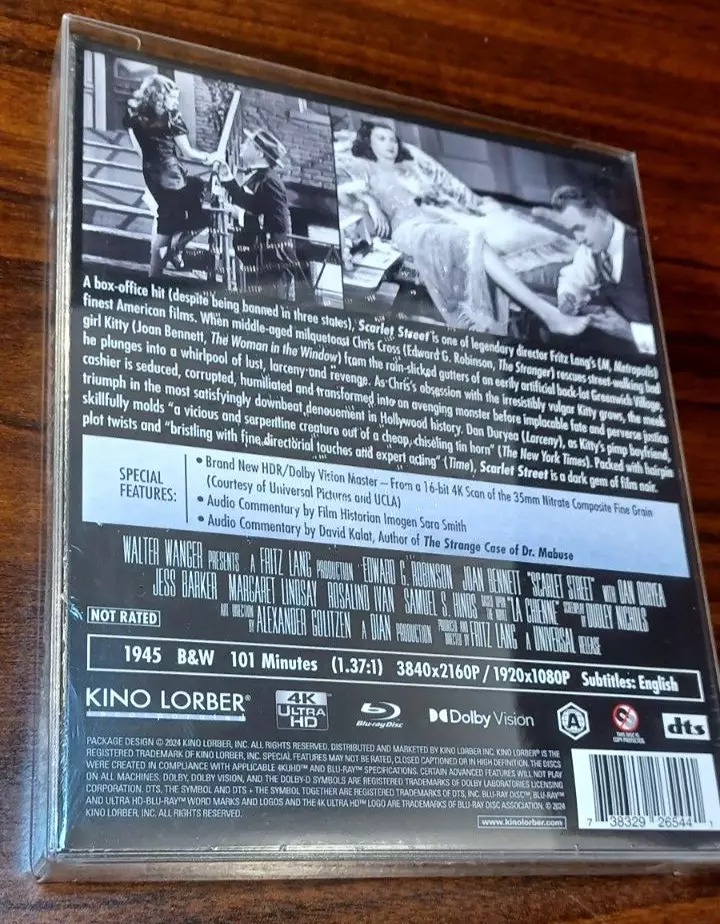 A box-office hit (despite being banned in three states), Scarlet Street is one of legendary director Fritz Lang's (M, Metropolis)
finest American films. When middle-aged milquetoast Chris Cross (Edward G. Robinson, The Stranger) rescues street-walking bad
girl Kitty (Joan Bennett, The Woman in the Window) from the rain-slicked gutters of an eerily artificial back-lot Greenwich Village,
he plunges into a whirlpool of lust, larceny and revenge. As Chris's obsession with the irresistibly vulgar Kitty grows, the meek
cashier is seduced, corrupted, humiliated and transformed into an avenging monster before implacable fate and perverse justice
triumph in the most satisfyingly downbeat denouement in Hollywood history. Dan Duryea (Larceny), as Kitty's pimp boyfriend,
skillfully molds "a vicious and serpentine creature out of a cheap, chiseling tin horn" (The New York Times). Packed with hairpin
plot twists and "bristling with fine directorial touches and expert acting" (Time), Scarlet Street is a dark gem of film noir.
SPECIAL
FEATURES:
• Brand New HDR/Dolby Vision Master – From a 16-bit 4K Scan of the 35mm Nitrate Composite Fine Grain
(Courtesy of Universal Pictures and UCLA)
• Audio Commentary by Film Historian Imogen Sara Smith
• Audio Commentary by David Kalat, Author of The Strange Case of Dr. Mabuse
WALTER WANGER PRESENTS A FRITZ LANG PRODUCTION EDWARD G. ROBINSON JOAN BENNETT "SCARLET STREET" WITH DAN DURYEA
JESS BARKER MARGARET LINDSAY ROSALIND IVAN SAMUEL S. HINDS BASED UPON THE NOVEL "LA CHIENNE" SCREENPLAY BY DUDLEY NICHOLS
ART DIRECTION BY ALEXANDER GOLITZEN A DIANA PRODUCTION PRODUCED AND DIRECTED BY FRITZ LANG A UNIVERSAL RELEASE
NOT RATED
1945 B&W 101 Minutes (1.37:1) 3840x2160P / 1920x1080P Subtitles: English
KINO LORBER®
4K
ULTRA HD
Blu-ray Disc
Dolby Vision
A
THIS DISC IS
COPY PROTECTED
dts
PACKAGE DESIGN © 2024 KINO LORBER, INC. ALL RIGHTS RESERVED. DISTRIBUTED AND MARKETED BY KINO LORBER INC. KINO LORBER® IS THE
REGISTERED TRADEMARK OF KINO LORBER, INC. SPECIAL FEATURES MAY NOT BE RATED, CLOSED CAPTIONED OR IN HIGH DEFINITION. THE DISCS
WERE CREATED IN COMPLIANCE WITH APPLICABLE 4KUHD™ AND BLU-RAY™ SPECIFICATIONS. CERTAIN ADVANCED FEATURES WILL NOT PLAY
ON ALL MACHINES. DOLBY, DOLBY VISION, AND THE DOUBLE-D SYMBOLS ARE REGISTERED TRADEMARKS OF DOLBY LABORATORIES LICENSING
CORPORATION. DTS, THE SYMBOL AND DTS + THE SYMBOL TOGETHER ARE REGISTERED TRADEMARKS OF DTS, INC. BLU-RAY DISC™, BLU-RAY™
AND ULTRA HD-BLU-RAY™ WORD MARKS AND LOGOS AND THE 4K ULTRA HD™ LOGO ARE TRADEMARKS OF BLU-RAY DISC ASSOCIATION. © 2024
KINO LORBER, INC. ALL RIGHTS RESERVED.
www.kinolorber.com
7 38329 26544 1